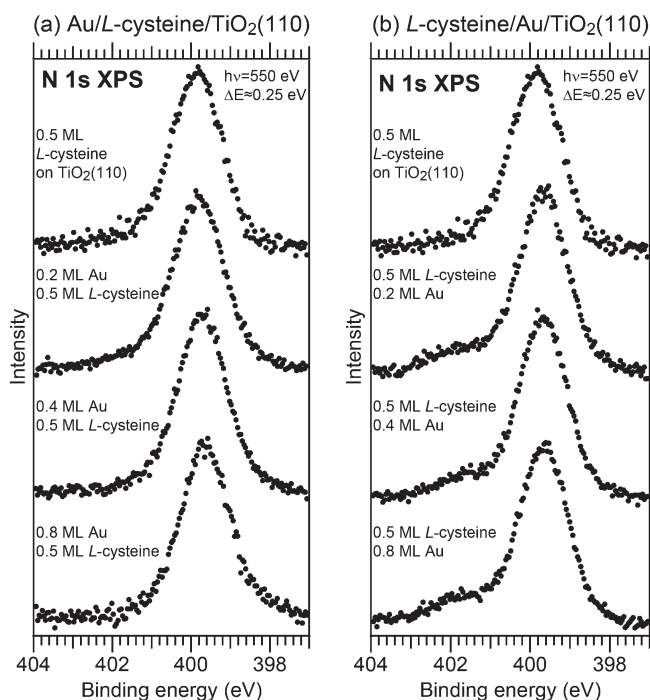 (a) Au/L-cysteine/TiO₂(110)
N 1s XPS
hν=550 eV
ΔE≈0.25 eV
0.5 ML
L-cysteine
on TiO₂(110)
0.2 ML Au
0.5 ML L-cysteine
0.4 ML Au
0.5 ML L-cysteine
0.8 ML Au
0.5 ML L-cysteine
Intensity
404 402 400 398
Binding energy (eV)
(b) L-cysteine/Au/TiO₂(110)
N 1s XPS
hν=550 eV
ΔE≈0.25 eV
0.5 ML
L-cysteine
on TiO₂(110)
0.5 ML L-cysteine
0.2 ML Au
0.5 ML L-cysteine
0.4 ML Au
0.5 ML L-cysteine
0.8 ML Au
Intensity
404 402 400 398
Binding energy (eV)